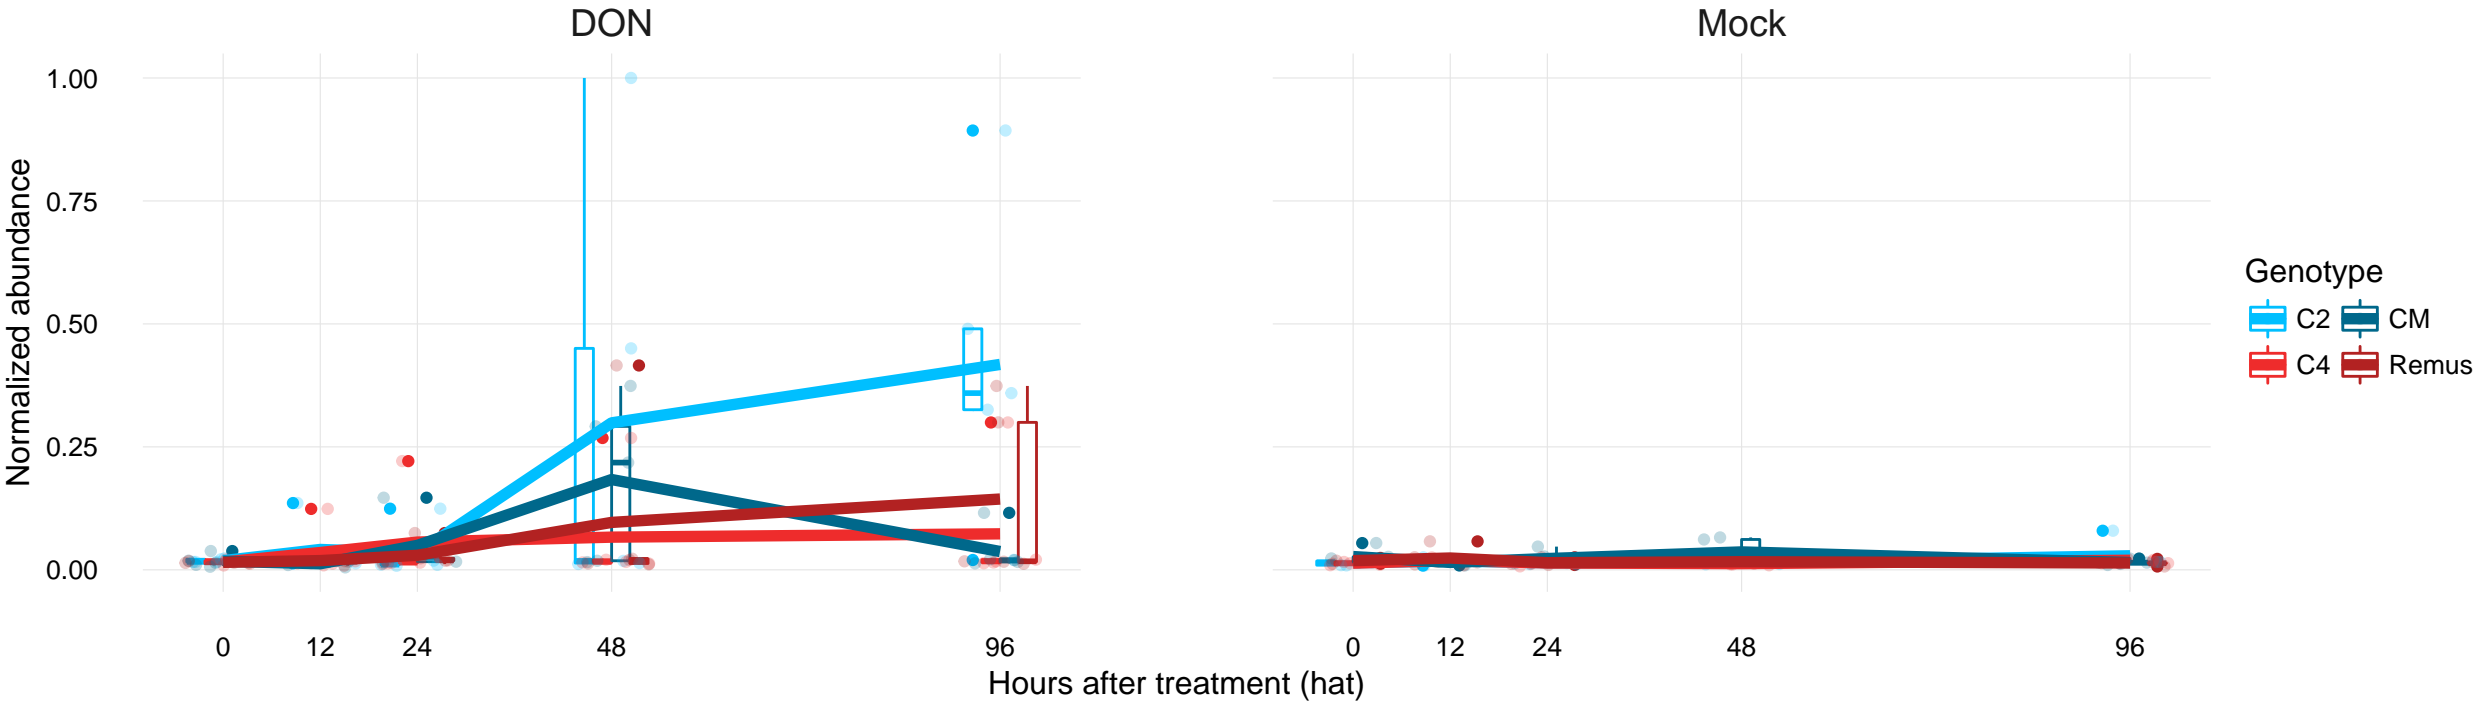 DON
Mock
Normalized abundance
1.00
0.75
0.50
0.25
0.00
0 12 24 48 96
0 12 24 48 96
Hours after treatment (hat)
Genotype
C2 CM
C4 Remus